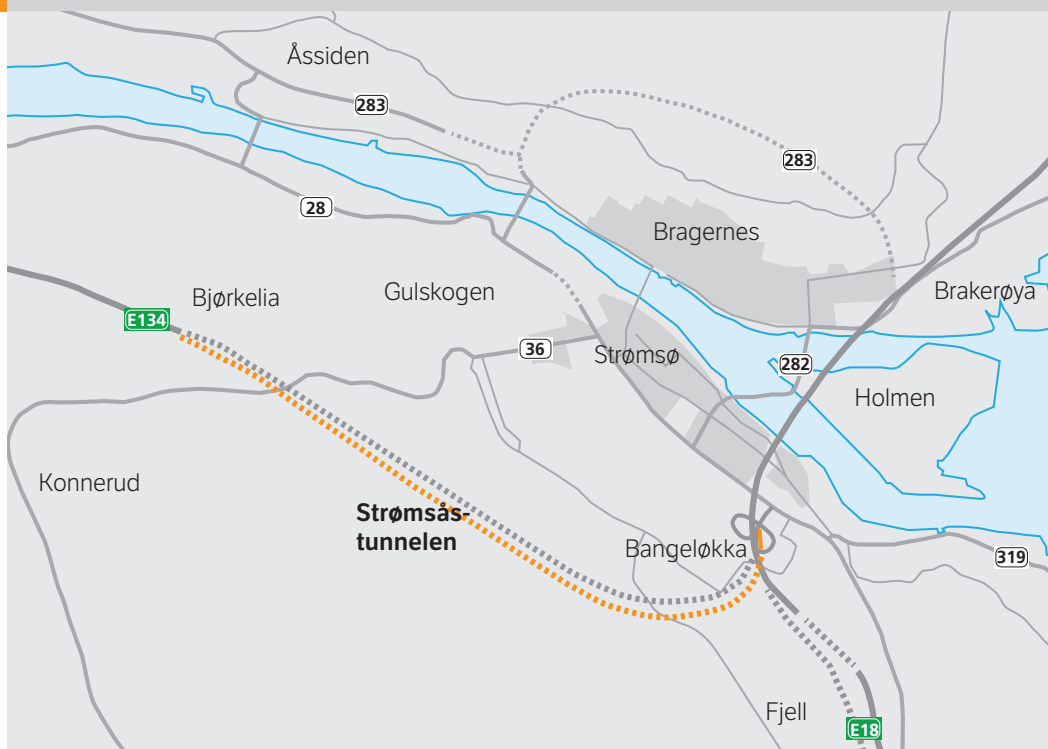 Åssiden
283
283
28
Bragernes
Bjørkelia
Gulskogen
Brakerøya
E134
36
Strømsø
282
Holmen
Konnerud
Strømsås-
tunnelen
Bangeløkka
319
Fjell
E18